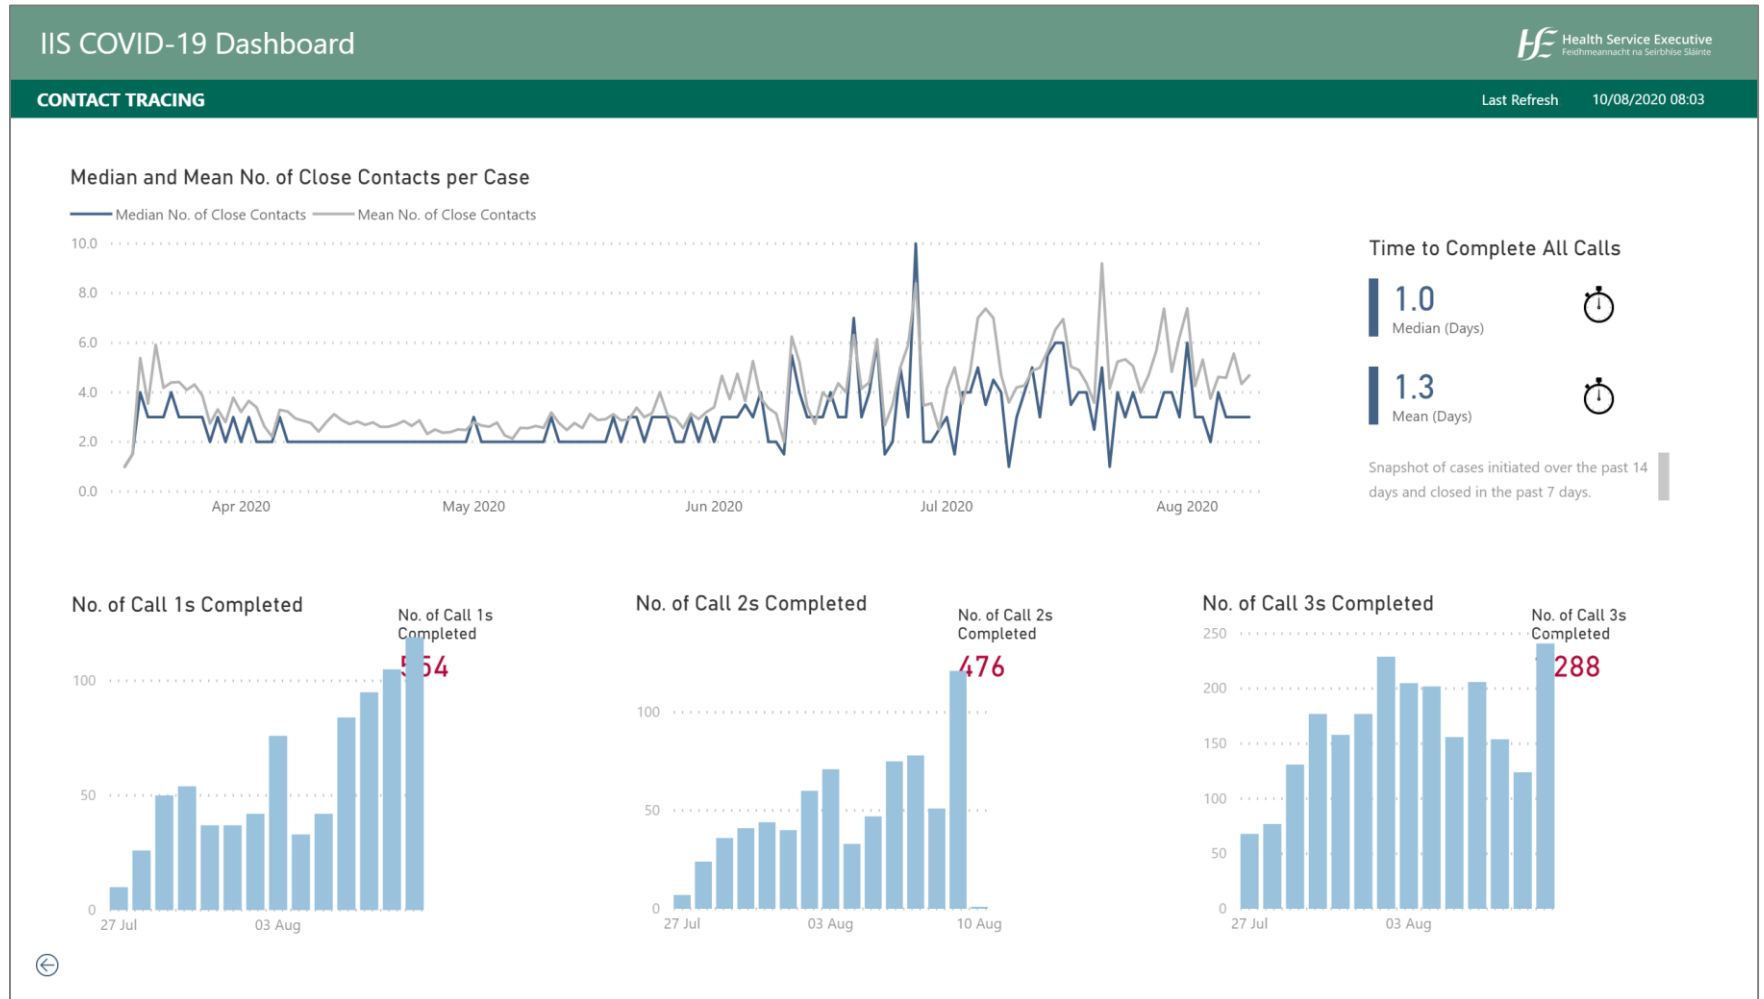 IIS COVID-19 Dashboard
Health Service Executive
Feidhmeannacht na Seirbhíse Sláinte
CONTACT TRACING
Last Refresh 10/08/2020 08:03
Median and Mean No. of Close Contacts per Case
Median No. of Close Contacts Mean No. of Close Contacts
10.0
8.0
6.0
4.0
2.0
0.0
Apr 2020 May 2020 Jun 2020 Jul 2020 Aug 2020
Time to Complete All Calls
1.0
Median (Days)
1.3
Mean (Days)
Snapshot of cases initiated over the past 14
days and closed in the past 7 days.
No. of Call 1s Completed
No. of Call 1s
Completed
100
50
0
27 Jul 03 Aug
No. of Call 2s Completed
No. of Call 2s
Completed
476
100
50
0
27 Jul 03 Aug 10 Aug
No. of Call 3s Completed
No. of Call 3s
Completed
250
200
150
100
50
0
27 Jul 03 Aug